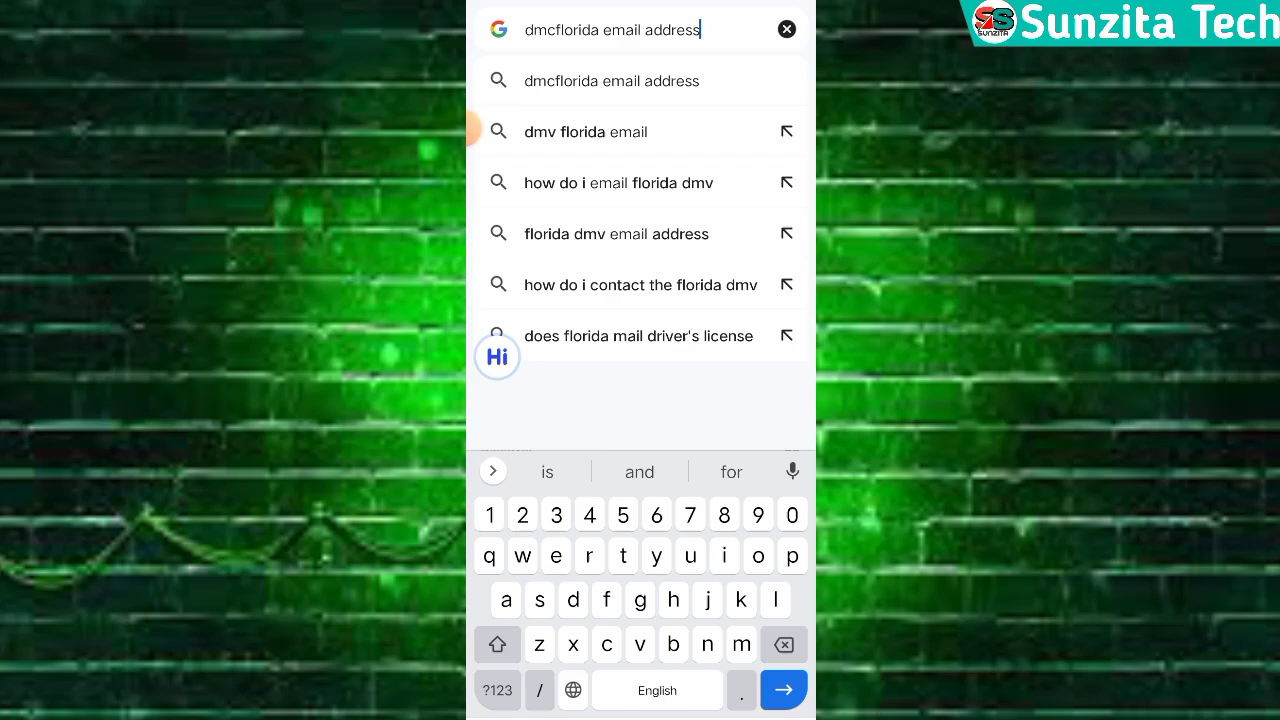 dmcflorida email address
SS
SUNZITA
Sunzita Tech
dmcflorida email address
dmv florida email
how do i email florida dmv
florida dmv email address
how do i contact the florida dmv
does florida mail driver's license
Hi
is and for
1 2 3 4 5 6 7 8 9 0
q w e r t y u i o p
a s d f g h j k l
z x c v b n m
?123 / English .